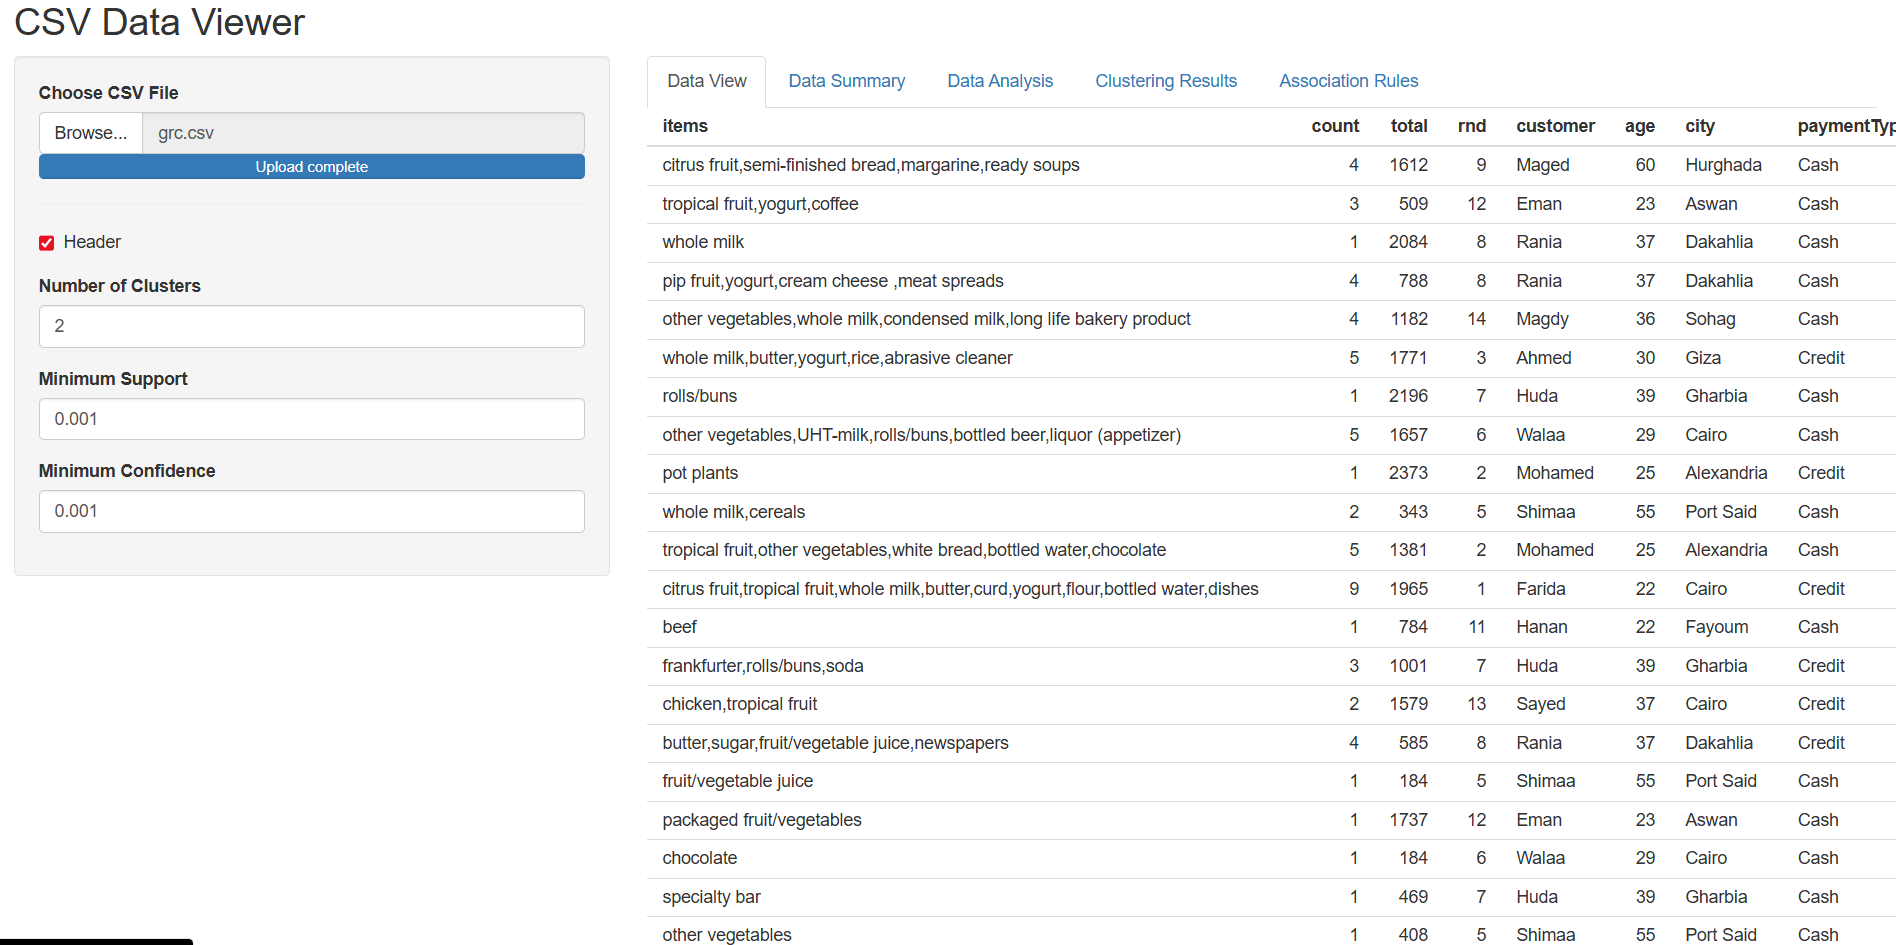 CSV Data Viewer
Choose CSV File
Browse... grc.csv
Upload complete
Header
Number of Clusters
2
Minimum Support
0.001
Minimum Confidence
0.001
Data View Data Summary Data Analysis Clustering Results Association Rules
items count total rnd customer age city paymentTyp
citrus fruit,semi-finished bread,margarine,ready soups 4 1612 9 Maged 60 Hurghada Cash
tropical fruit,yogurt,coffee 3 509 12 Eman 23 Aswan Cash
whole milk 1 2084 8 Rania 37 Dakahlia Cash
pip fruit,yogurt,cream cheese ,meat spreads 4 788 8 Rania 37 Dakahlia Cash
other vegetables,whole milk,condensed milk,long life bakery product 4 1182 14 Magdy 36 Sohag Cash
whole milk,butter,yogurt,rice,abrasive cleaner 5 1771 3 Ahmed 30 Giza Credit
rolls/buns 1 2196 7 Huda 39 Gharbia Cash
other vegetables,UHT-milk,rolls/buns,bottled beer,liquor (appetizer) 5 1657 6 Walaa 29 Cairo Cash
pot plants 1 2373 2 Mohamed 25 Alexandria Credit
whole milk,cereals 2 343 5 Shimaa 55 Port Said Cash
tropical fruit,other vegetables,white bread,bottled water,chocolate 5 1381 2 Mohamed 25 Alexandria Cash
citrus fruit,tropical fruit,whole milk,butter,curd,yogurt,flour,bottled water,dishes 9 1965 1 Farida 22 Cairo Credit
beef 1 784 11 Hanan 22 Fayoum Cash
frankfurter,rolls/buns,soda 3 1001 7 Huda 39 Gharbia Credit
chicken,tropical fruit 2 1579 13 Sayed 37 Cairo Credit
butter,sugar,fruit/vegetable juice,newspapers 4 585 8 Rania 37 Dakahlia Credit
fruit/vegetable juice 1 184 5 Shimaa 55 Port Said Cash
packaged fruit/vegetables 1 1737 12 Eman 23 Aswan Cash
chocolate 1 184 6 Walaa 29 Cairo Cash
specialty bar 1 469 7 Huda 39 Gharbia Cash
other vegetables 1 408 5 Shimaa 55 Port Said Cash